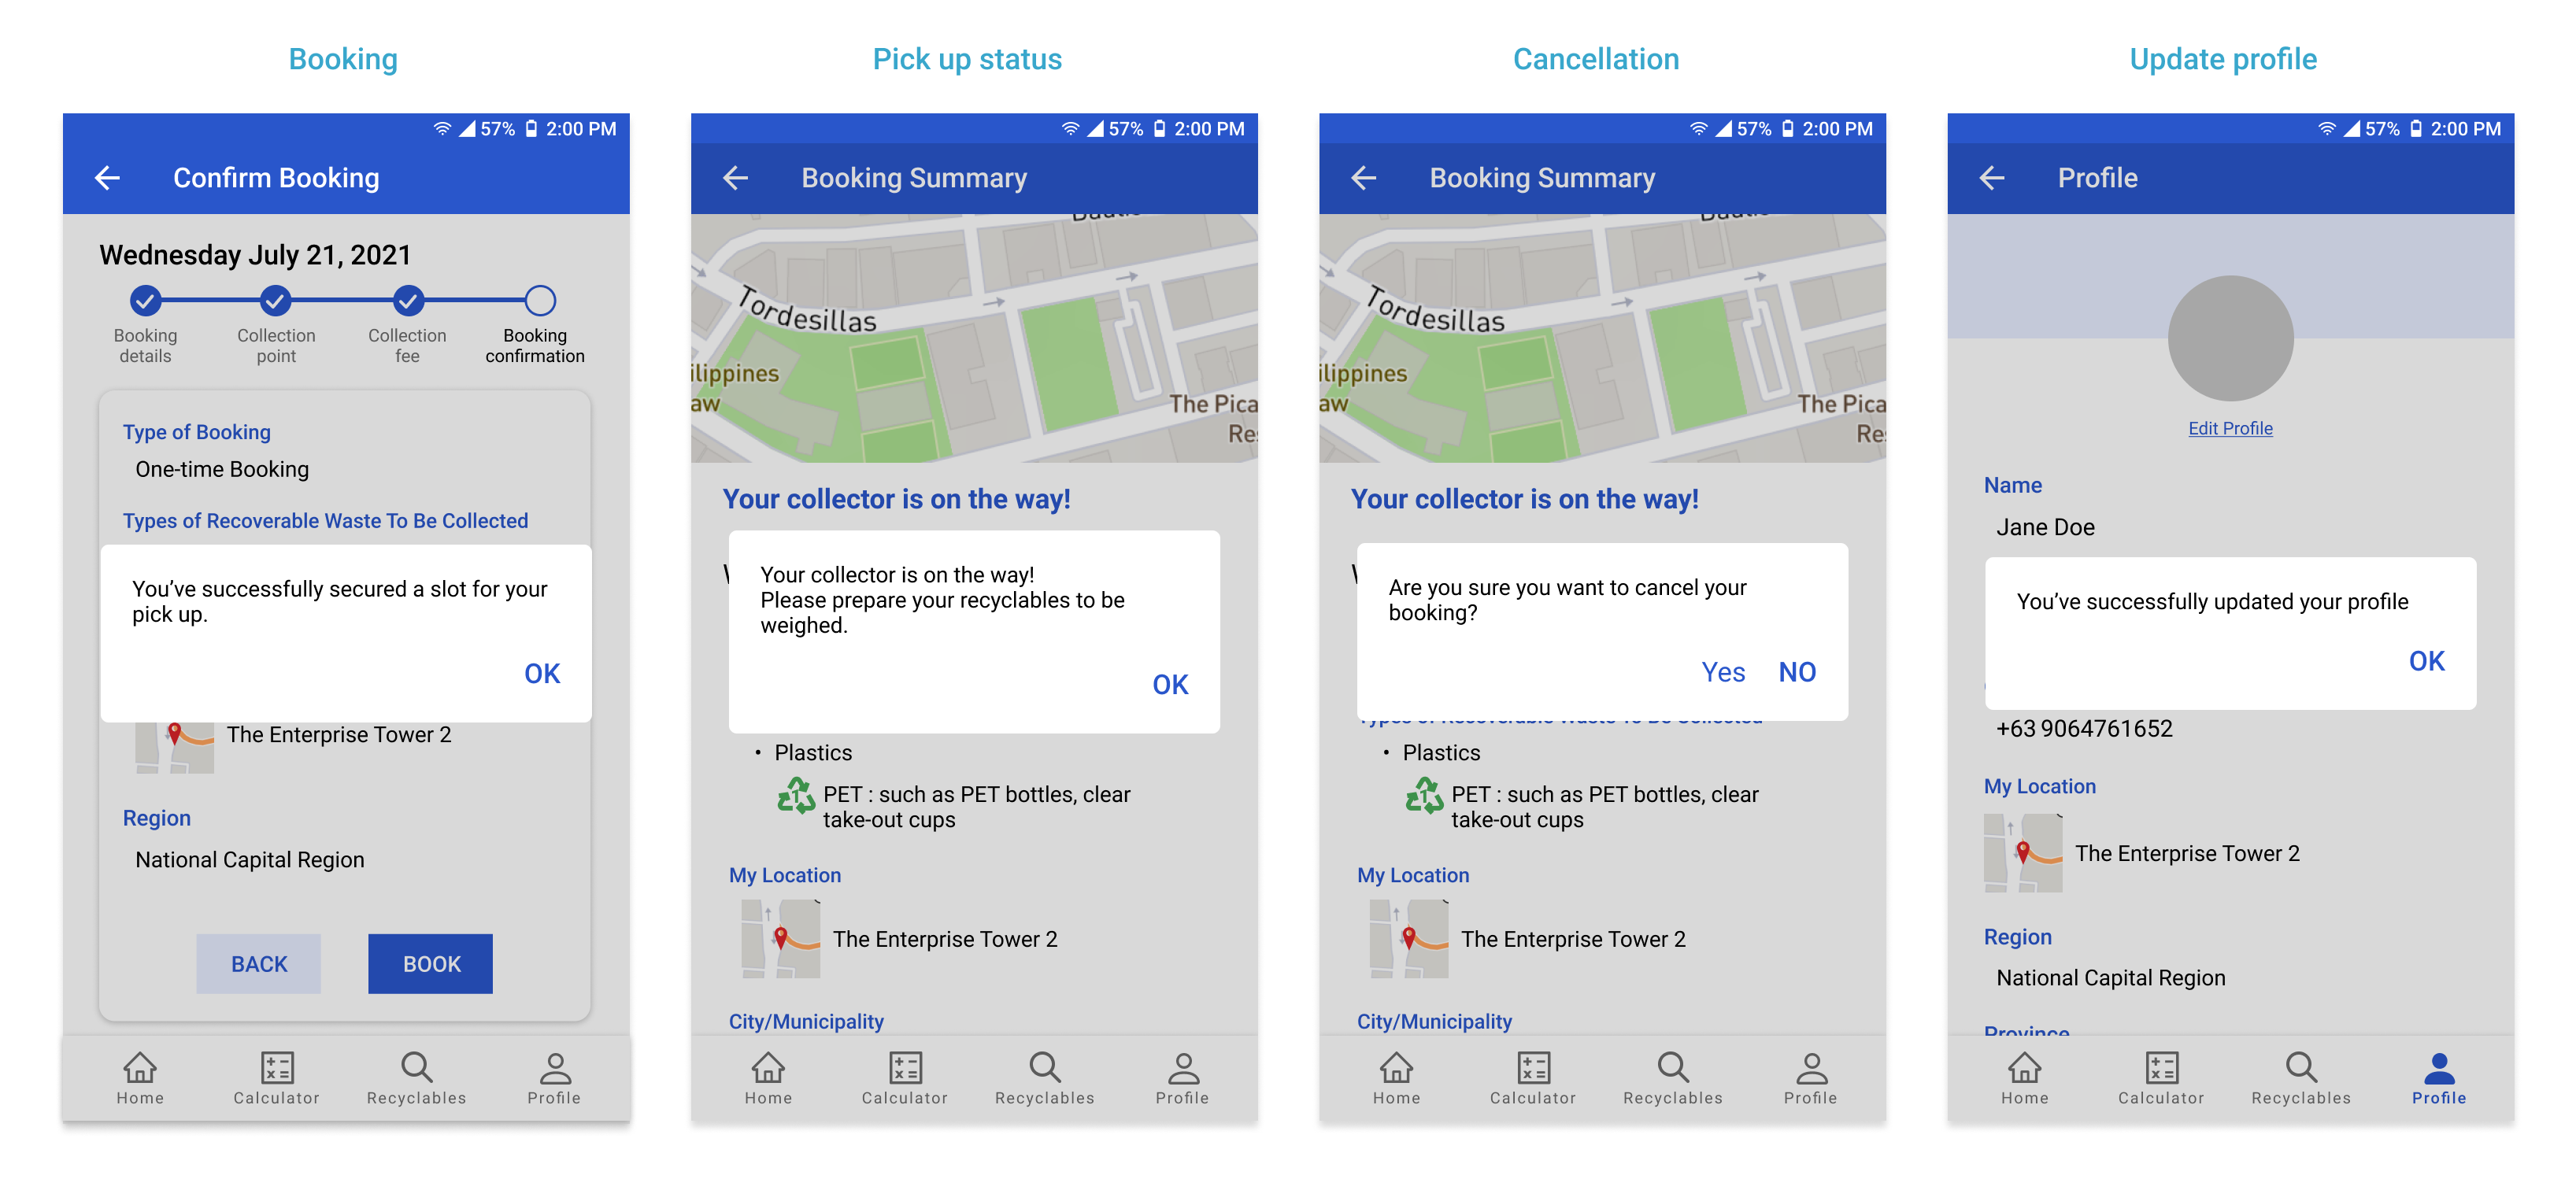 Booking
57% 2:00 PM
Confirm Booking
Wednesday July 21, 2021
Booking details
Collection point
Collection fee
Booking confirmation
Type of Booking
One-time Booking
Types of Recoverable Waste To Be Collected
You've successfully secured a slot for your
pick up.
OK
The Enterprise Tower 2
Region
National Capital Region
BACK BOOK
Home Calculator Recyclables Profile
Pick up status
57% 2:00 PM
Booking Summary
Tordesillas
ilippines
aw
The Pica
Re
Your collector is on the way!
Your collector is on the way!
Please prepare your recyclables to be
weighed.
OK
• Plastics
1
PET : such as PET bottles, clear
take-out cups
My Location
The Enterprise Tower 2
City/Municipality
Home Calculator Recyclables Profile
Cancellation
57% 2:00 PM
Booking Summary
Tordesillas
ilippines
aw
The Pica
Re
Your collector is on the way!
Are you sure you want to cancel your
booking?
Yes NO
Types of Recoverable Waste To Be Collected
• Plastics
1
PET : such as PET bottles, clear
take-out cups
My Location
The Enterprise Tower 2
City/Municipality
Home Calculator Recyclables Profile
Update profile
57% 2:00 PM
Profile
Edit Profile
Name
Jane Doe
You've successfully updated your profile
OK
+63 9064761652
My Location
The Enterprise Tower 2
Region
National Capital Region
Province
Home Calculator Recyclables Profile